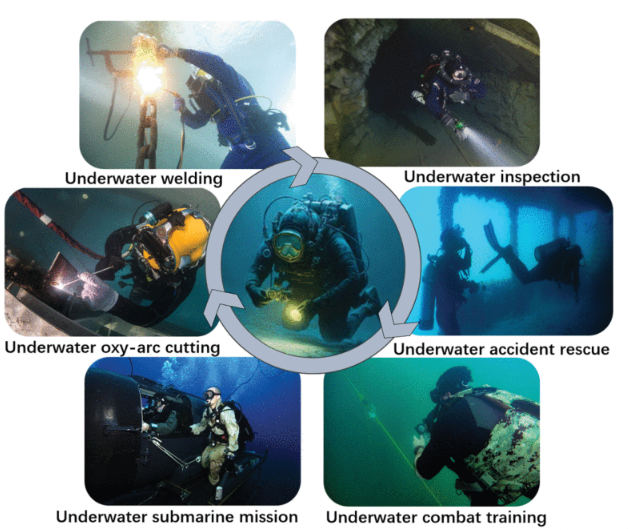 Underwater welding
Underwater inspection
Underwater oxy-arc cutting
Underwater accident rescue
Underwater submarine mission
Underwater combat training